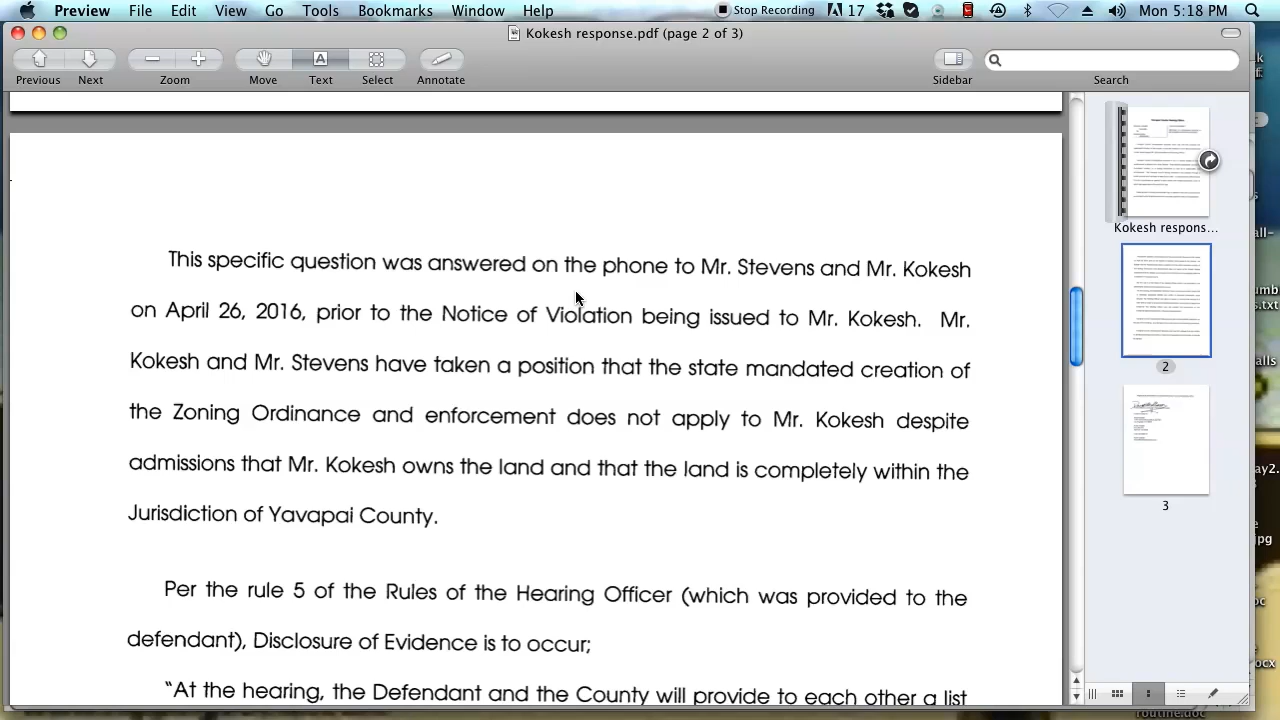 Preview File Edit View Go Tools Bookmarks Window Help Stop Recording 17 Mon 5:18 PM
Kokesh response.pdf (page 2 of 3)
Previous Next Zoom Move Text Select Annotate Sidebar Search
This specific question was answered on the phone to Mr. Stevens and Mr. Kokesh
on April 26, 2016, prior to the Notice of Violation being issued to Mr. Kokesh. Mr.
Kokesh and Mr. Stevens have taken a position that the state mandated creation of
the Zoning Ordinance and enforcement does not apply to Mr. Kokesh despite
admissions that Mr. Kokesh owns the land and that the land is completely within the
Jurisdiction of Yavapai County.
Per the rule 5 of the Rules of the Hearing Officer (which was provided to the
defendant), Disclosure of Evidence is to occur;
“At the hearing, the Defendant and the County will provide to each other a list
Kokesh respons...
2
3
routine.doc